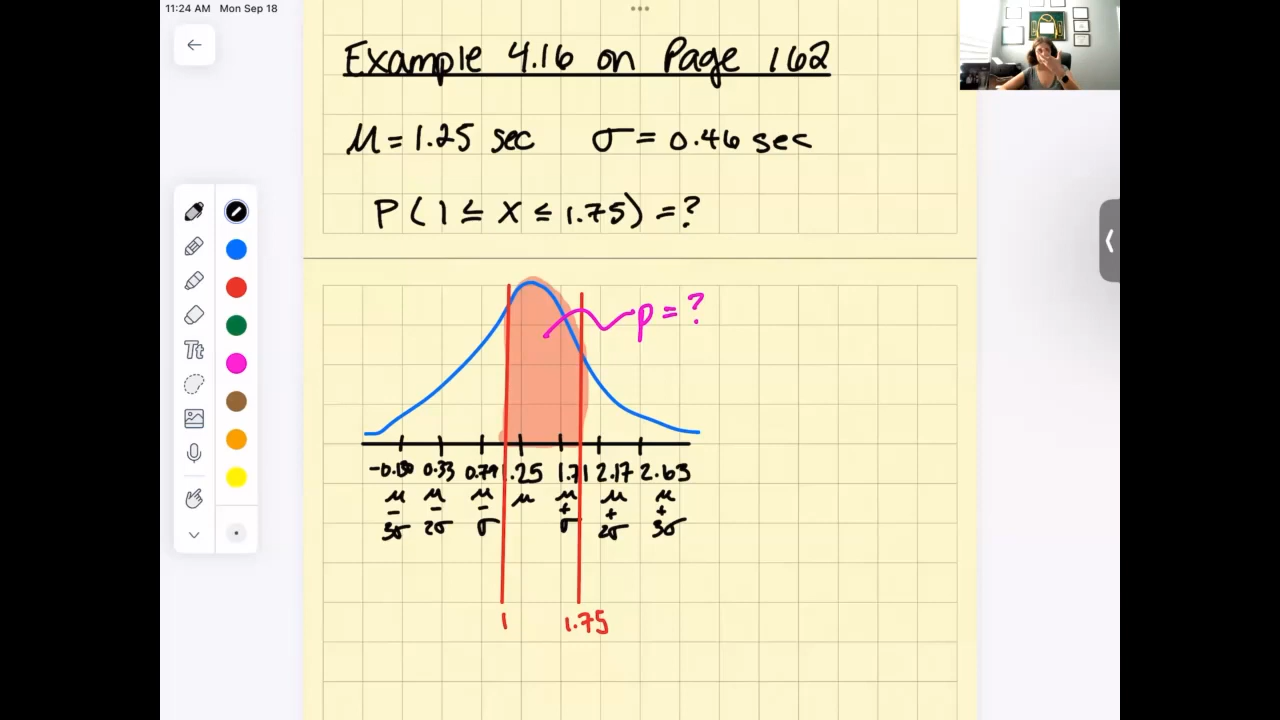 11:24 AM Mon Sep 18
Example 4.16 on Page 162
μ = 1.25 sec σ = 0.46 sec
P ( 1 ≤ X ≤ 1.75 ) = ?
p = ?
0.33 0.79 1.25 1.71 2.17 2.63
μ - 3σ μ - 2σ μ - σ μ μ + σ μ + 2σ μ + 3σ
1 1.75
Tt